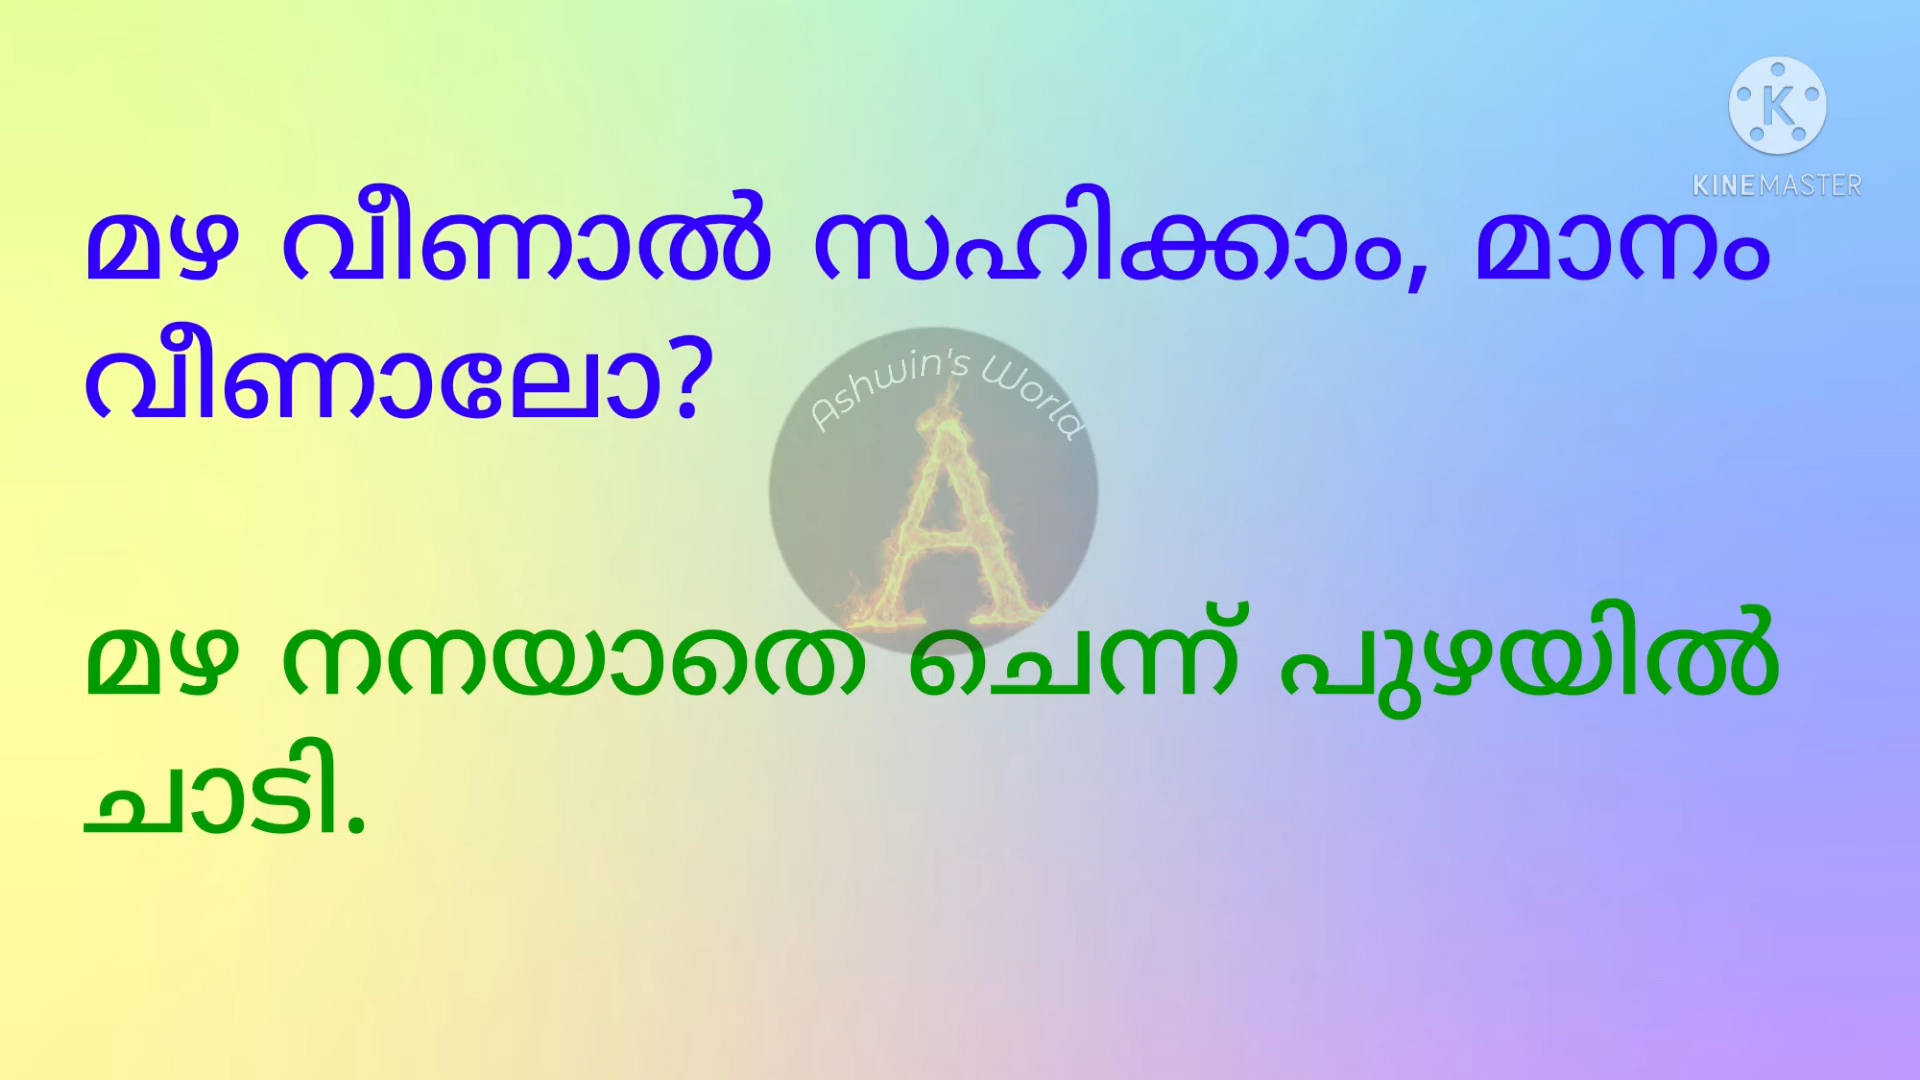 KINEMASTER
മഴ വീണാൽ സഹിക്കാം, മാനം
വീണാലോ?
Ashwin's World
A
മഴ നനയാതെ ചെന്ന് പുഴയിൽ
ചാടി.